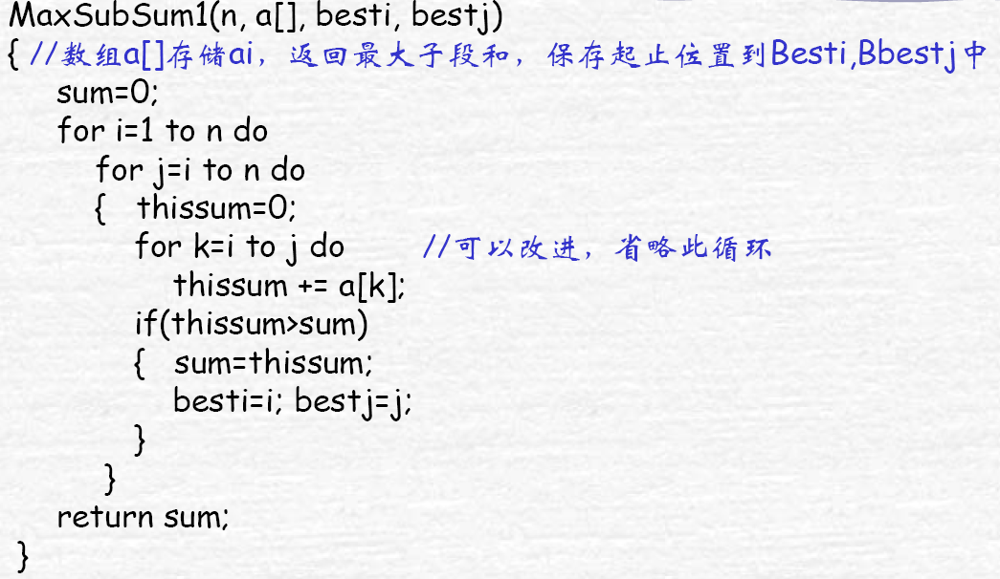 MaxSubSum1(n, a[], besti, bestj)
{ //数组a[]存储ai，返回最大子段和，保存起止位置到Besti,Bbestj中
sum=0;
for i=1 to n do
for j=i to n do
{ thissum=0;
for k=i to j do //可以改进，省略此循环
thissum += a[k];
if(thissum>sum)
{ sum=thissum;
besti=i; bestj=j;
}
}
return sum;
}